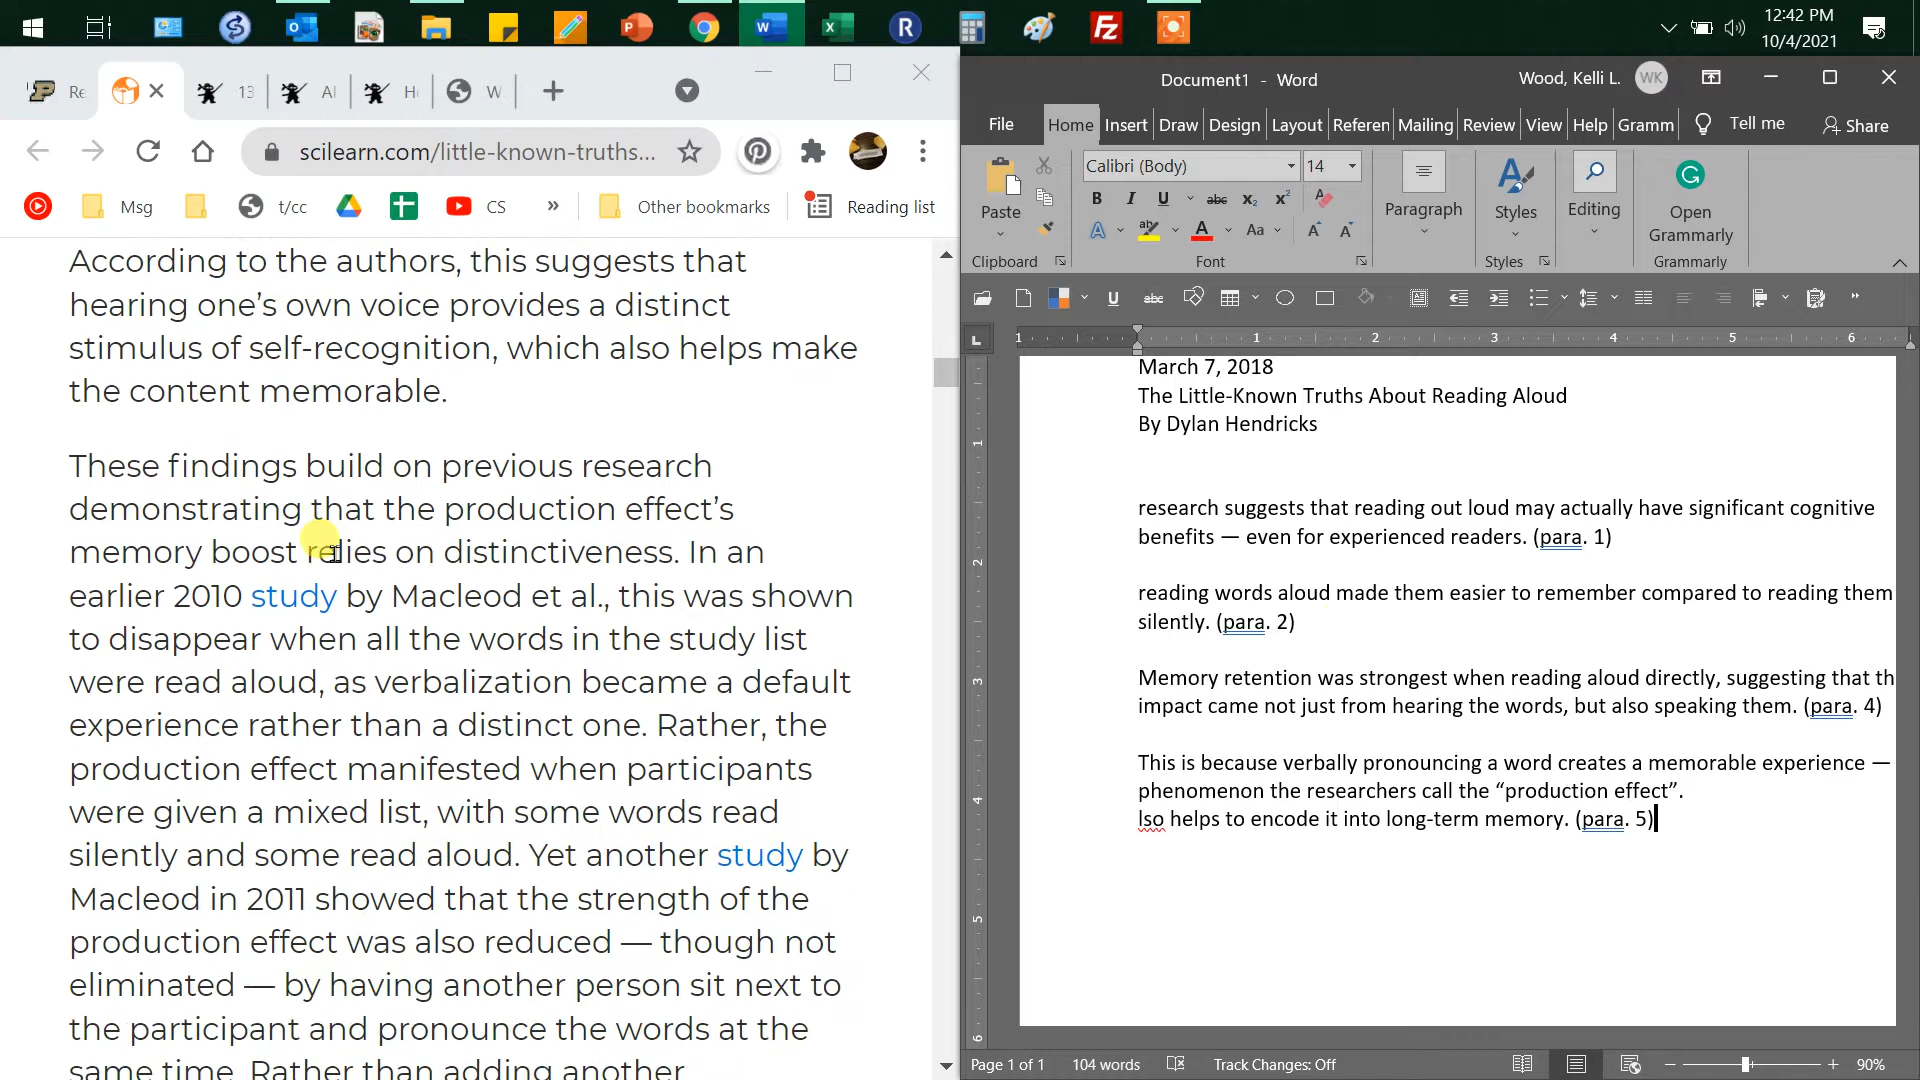 12:42 PM
10/4/2021
Re
13
Al
H
W
scilearn.com/little-known-truths...
Msg
t/cc
CS
»
Other bookmarks
Reading list
According to the authors, this suggests that
hearing one's own voice provides a distinct
stimulus of self-recognition, which also helps make
the content memorable.
These findings build on previous research
demonstrating that the production effect's
memory boost relies on distinctiveness. In an
earlier 2010 study by Macleod et al., this was shown
to disappear when all the words in the study list
were read aloud, as verbalization became a default
experience rather than a distinct one. Rather, the
production effect manifested when participants
were given a mixed list, with some words read
silently and some read aloud. Yet another study by
Macleod in 2011 showed that the strength of the
production effect was also reduced — though not
eliminated — by having another person sit next to
the participant and pronounce the words at the
same time. Rather than adding another
Document1 - Word
Wood, Kelli L.
WK
File Home Insert Draw Design Layout Referen Mailing Review View Help Gramm Tell me Share
Calibri (Body) 14
Paste
Paragraph
Styles
Editing
Open
Grammarly
Clipboard
Font
Styles
Grammarly
March 7, 2018
The Little-Known Truths About Reading Aloud
By Dylan Hendricks
research suggests that reading out loud may actually have significant cognitive
benefits — even for experienced readers. (para. 1)
reading words aloud made them easier to remember compared to reading them
silently. (para. 2)
Memory retention was strongest when reading aloud directly, suggesting that th
impact came not just from hearing the words, but also speaking them. (para. 4)
This is because verbally pronouncing a word creates a memorable experience —
phenomenon the researchers call the “production effect”.
lso helps to encode it into long-term memory. (para. 5)
Page 1 of 1
104 words
Track Changes: Off
90%